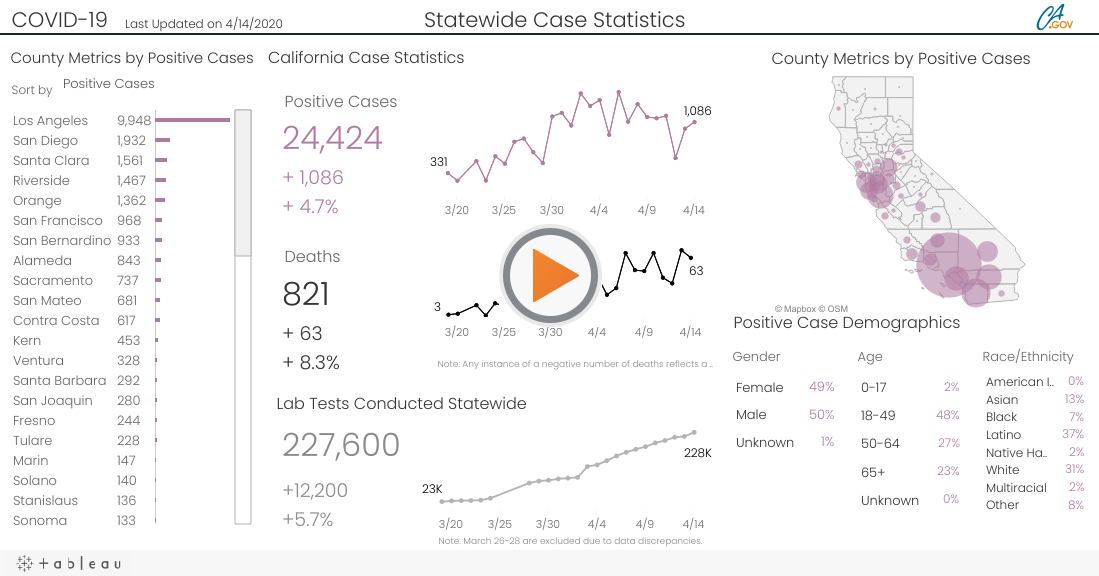 COVID-19 Last Updated on 4/14/2020
Statewide Case Statistics
CA.GOV
County Metrics by Positive Cases
Sort by Positive Cases
Los Angeles 9,948
San Diego 1,932
Santa Clara 1,561
Riverside 1,467
Orange 1,362
San Francisco 968
San Bernardino 933
Alameda 843
Sacramento 737
San Mateo 681
Contra Costa 617
Kern 453
Ventura 328
Santa Barbara 292
San Joaquin 280
Fresno 244
Tulare 228
Marin 147
Solano 140
Stanislaus 136
Sonoma 133
California Case Statistics
Positive Cases
24,424
+ 1,086
+ 4.7%
331
1,086
3/20 3/25 3/30 4/4 4/9 4/14
Deaths
821
+ 63
+ 8.3%
3
63
3/20 3/25 3/30 4/4 4/9 4/14
Note: Any instance of a negative number of deaths reflects a ..
Lab Tests Conducted Statewide
227,600
+12,200
+5.7%
23K
228K
3/20 3/25 3/30 4/4 4/9 4/14
Note: March 26-28 are excluded due to data discrepancies.
County Metrics by Positive Cases
© Mapbox © OSM
Positive Case Demographics
Gender
Female 49%
Male 50%
Unknown 1%
Age
0-17 2%
18-49 48%
50-64 27%
65+ 23%
Unknown 0%
Race/Ethnicity
American I.. 0%
Asian 13%
Black 7%
Latino 37%
Native Ha.. 2%
White 31%
Multiracial 2%
Other 8%
+ableau